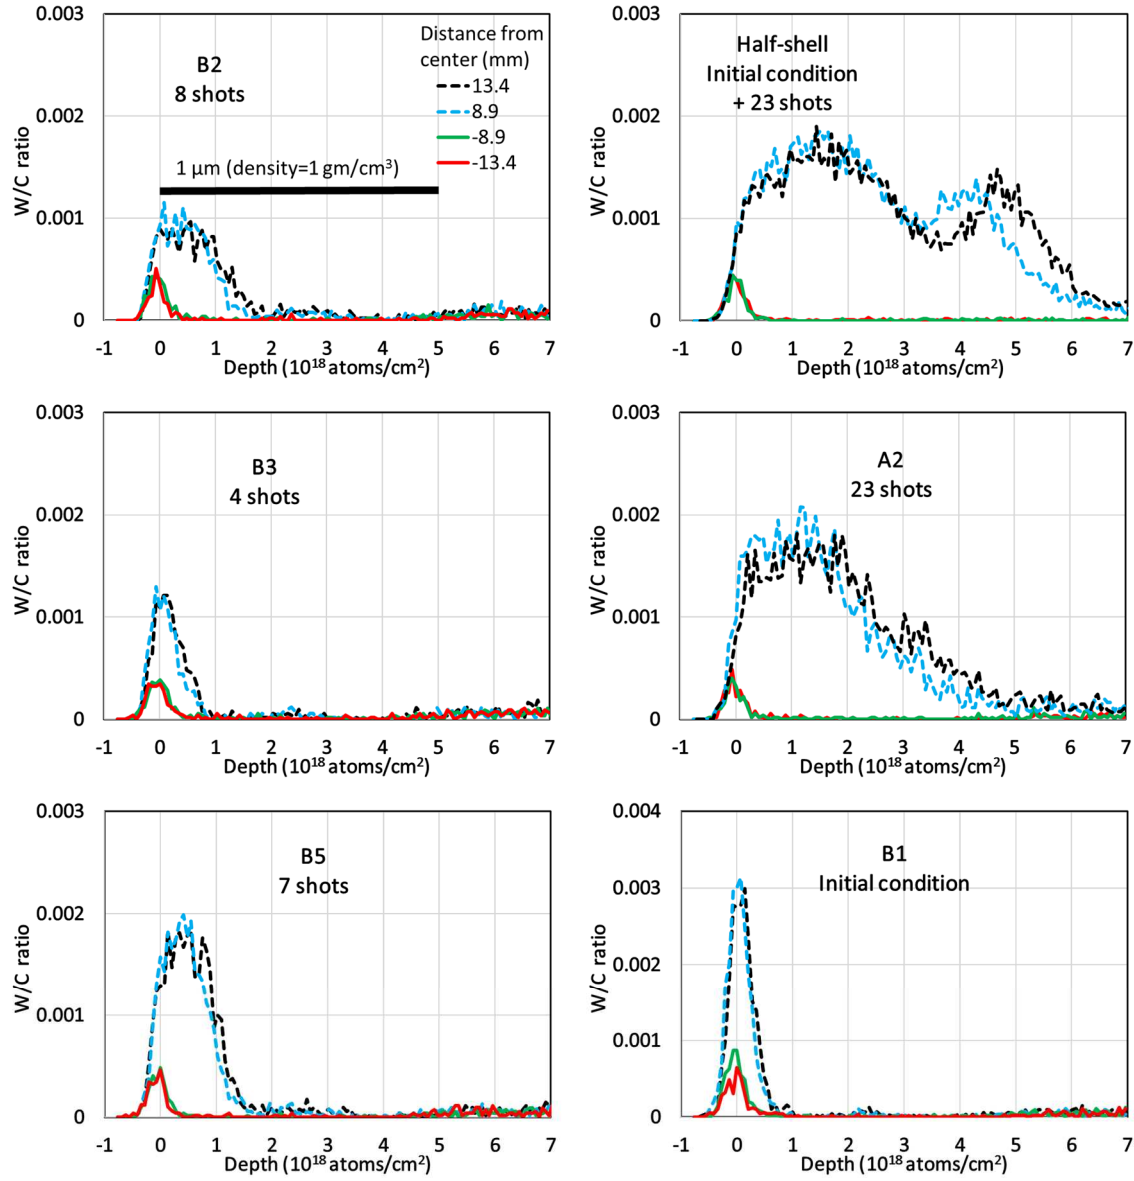 0.003
0.002
0.001
0
W/C ratio
B2
8 shots
Distance from
center (mm)
13.4
8.9
-8.9
-13.4
1 µm (density=1 gm/cm³)
-1 0 1 2 3 4 5 6 7
Depth (10¹⁸ atoms/cm²)
0.003
0.002
0.001
0
W/C ratio
Half-shell
Initial condition
+ 23 shots
-1 0 1 2 3 4 5 6 7
Depth (10¹⁸ atoms/cm²)
0.003
0.002
0.001
0
W/C ratio
B3
4 shots
-1 0 1 2 3 4 5 6 7
Depth (10¹⁸ atoms/cm²)
0.003
0.002
0.001
0
W/C ratio
A2
23 shots
-1 0 1 2 3 4 5 6 7
Depth (10¹⁸ atoms/cm²)
0.003
0.002
0.001
0
W/C ratio
B5
7 shots
-1 0 1 2 3 4 5 6 7
Depth (10¹⁸ atoms/cm²)
0.004
0.003
0.002
0.001
0
W/C ratio
B1
Initial condition
-1 0 1 2 3 4 5 6 7
Depth (10¹⁸ atoms/cm²)